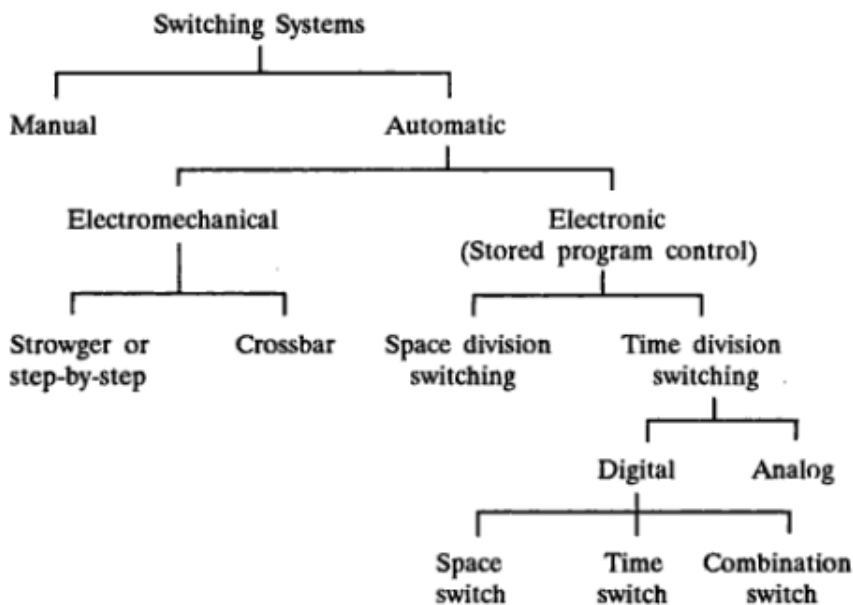 Switching Systems
Manual
Automatic
Electromechanical
Electronic
(Stored program control)
Strowger or
step-by-step
Crossbar
Space division
switching
Time division
switching
Digital
Analog
Space
switch
Time
switch
Combination
switch